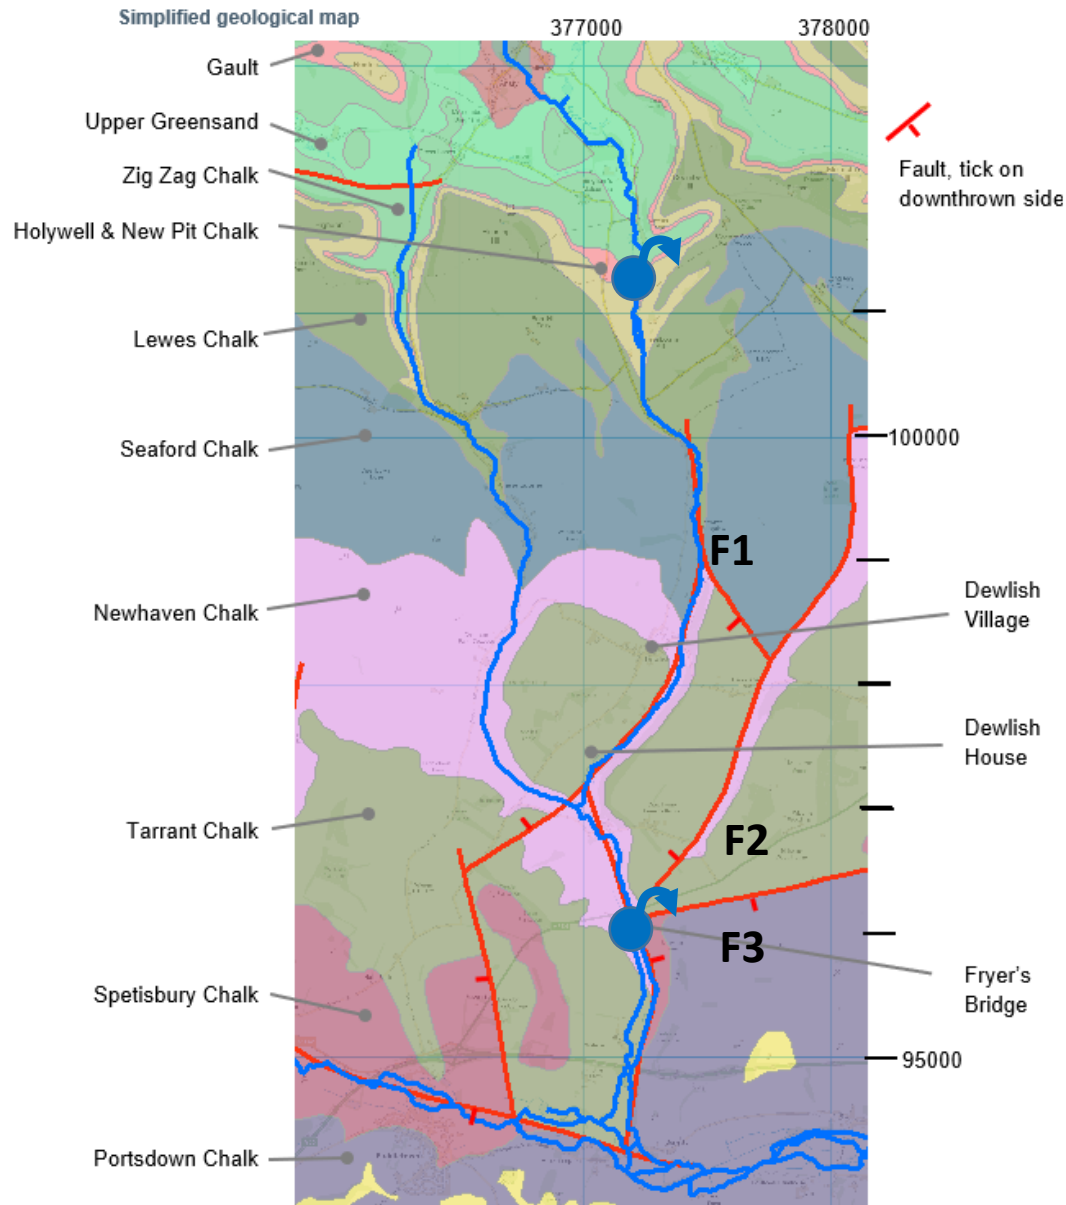 Simplified geological map
377000
378000
Gault
Upper Greensand
Zig Zag Chalk
Holywell & New Pit Chalk
Lewes Chalk
Seaford Chalk
Newhaven Chalk
Tarrant Chalk
Spetisbury Chalk
Portsdown Chalk
Fault, tick on
downthrown side
100000
F1
Dewlish
Village
Dewlish
House
F2
F3
Fryer's
Bridge
95000